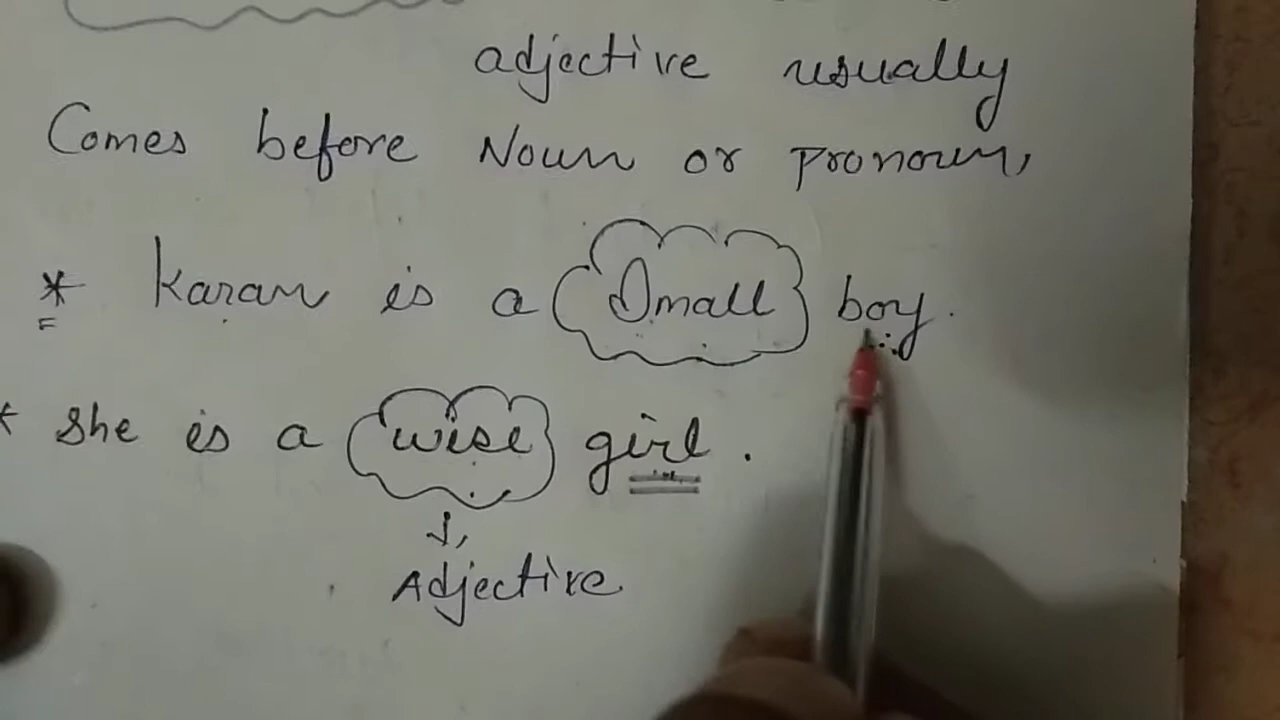 adjective usually
Comes before Noun or pronoun,
* Karan is a Small boy.
* She is a wise girl.
Adjective